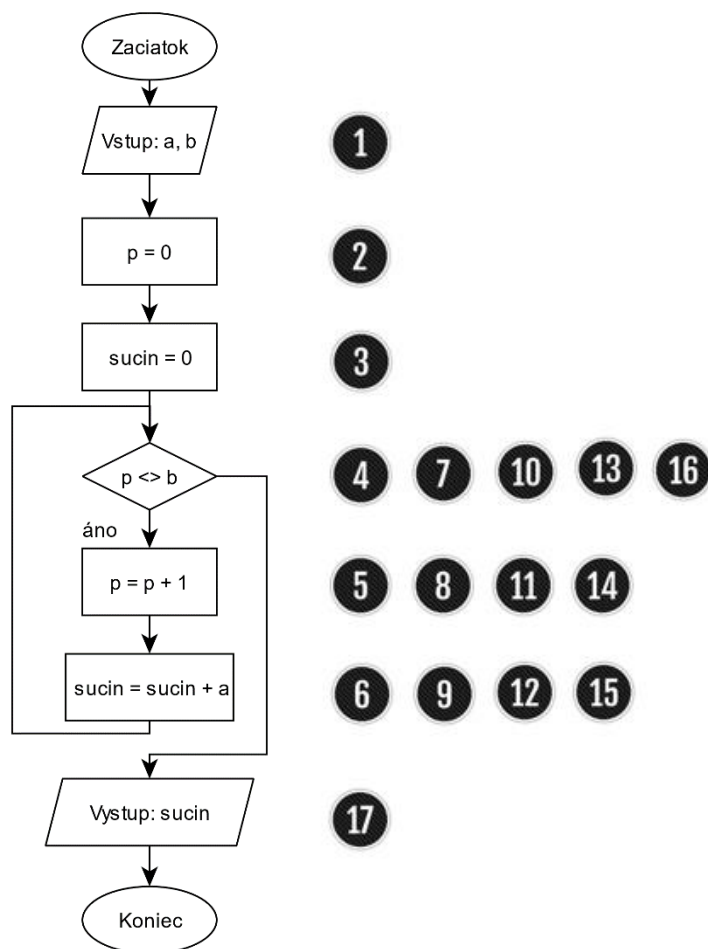 Zaciatok
Vstup: a, b
1
p = 0
2
sucin = 0
3
p <> b
4 7 10 13 16
áno
p = p + 1
5 8 11 14
sucin = sucin + a
6 9 12 15
Vystup: sucin
17
Koniec